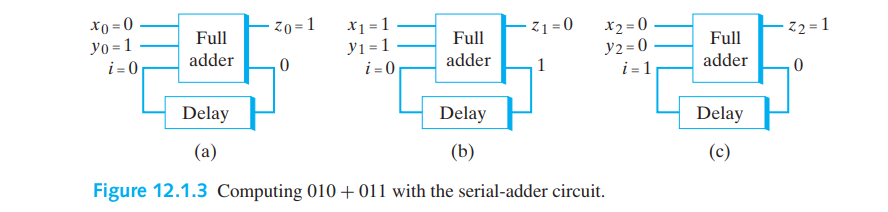 x0 = 0
y0 = 1
i = 0
Full adder
z0 = 1
0
Delay
(a)
x1 = 1
y1 = 1
i = 0
Full adder
z1 = 0
1
Delay
(b)
x2 = 0
y2 = 0
i = 1
Full adder
z2 = 1
0
Delay
(c)
Figure 12.1.3 Computing 010 + 011 with the serial-adder circuit.